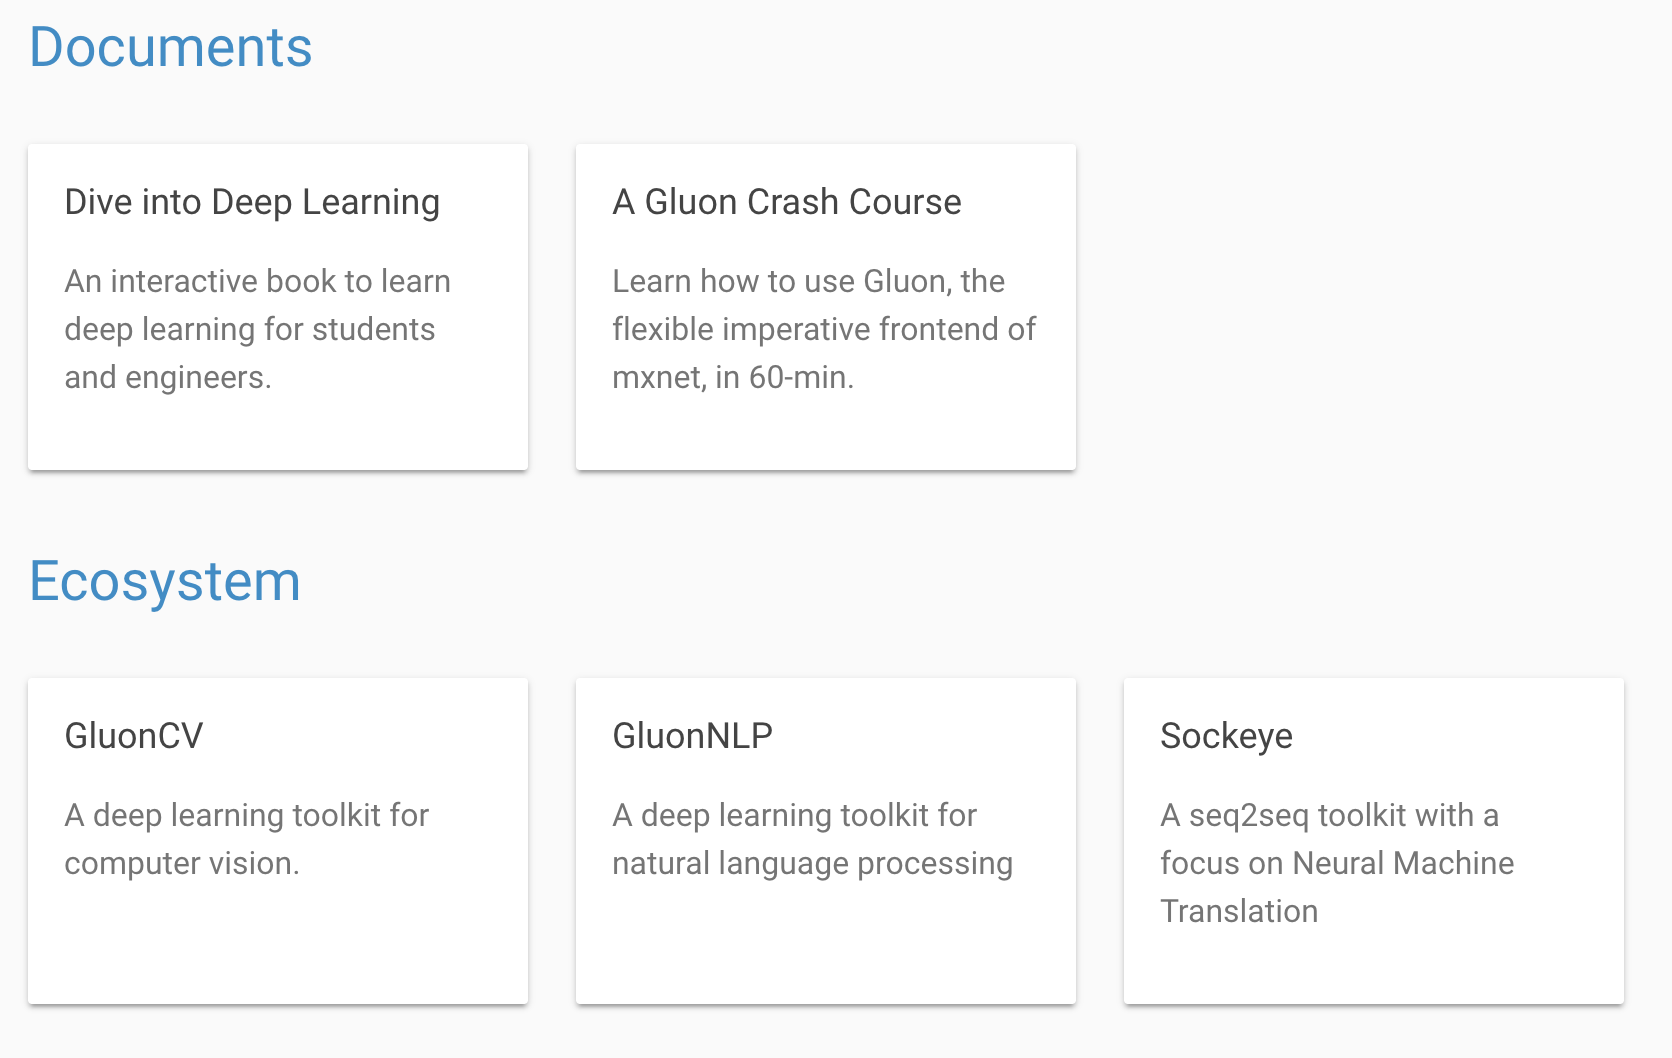 Documents
Dive into Deep Learning
An interactive book to learn
deep learning for students
and engineers.
A Gluon Crash Course
Learn how to use Gluon, the
flexible imperative frontend of
mxnet, in 60-min.
Ecosystem
GluonCV
A deep learning toolkit for
computer vision.
GluonNLP
A deep learning toolkit for
natural language processing
Sockeye
A seq2seq toolkit with a
focus on Neural Machine
Translation